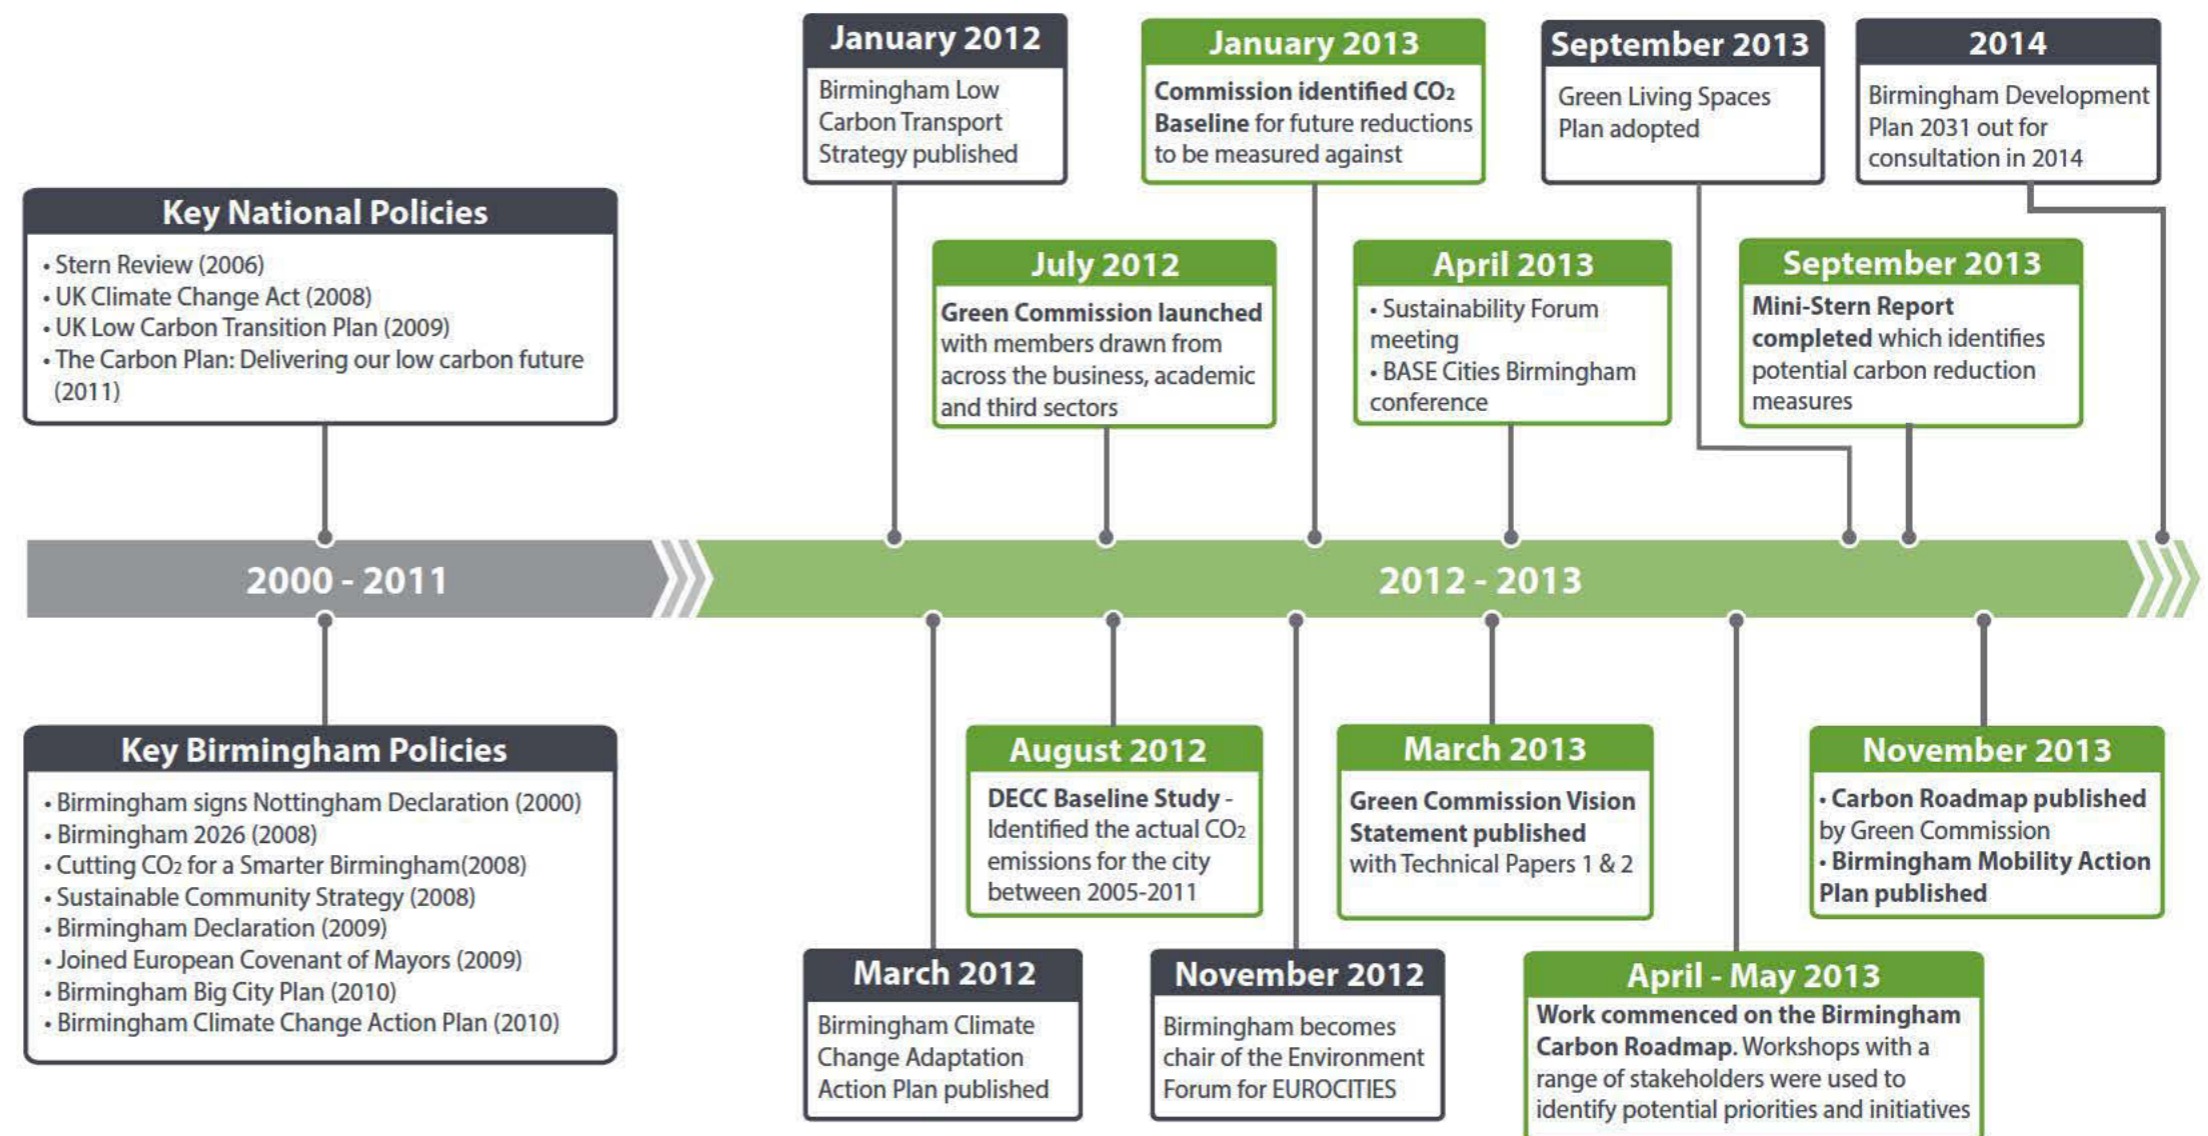 January 2012
Birmingham Low
Carbon Transport
Strategy published
January 2013
Commission identified CO2
Baseline for future reductions
to be measured against
September 2013
Green Living Spaces
Plan adopted
2014
Birmingham Development
Plan 2031 out for
consultation in 2014
Key National Policies
• Stern Review (2006)
• UK Climate Change Act (2008)
• UK Low Carbon Transition Plan (2009)
• The Carbon Plan: Delivering our low carbon future
(2011)
July 2012
Green Commission launched
with members drawn from
across the business, academic
and third sectors
April 2013
• Sustainability Forum
meeting
• BASE Cities Birmingham
conference
September 2013
Mini-Stern Report
completed which identifies
potential carbon reduction
measures
2000 - 2011
2012 - 2013
Key Birmingham Policies
• Birmingham signs Nottingham Declaration (2000)
• Birmingham 2026 (2008)
• Cutting CO2 for a Smarter Birmingham(2008)
• Sustainable Community Strategy (2008)
• Birmingham Declaration (2009)
• Joined European Covenant of Mayors (2009)
• Birmingham Big City Plan (2010)
• Birmingham Climate Change Action Plan (2010)
August 2012
DECC Baseline Study -
Identified the actual CO2
emissions for the city
between 2005-2011
March 2013
Green Commission Vision
Statement published
with Technical Papers 1 & 2
November 2013
• Carbon Roadmap published
by Green Commission
• Birmingham Mobility Action
Plan published
March 2012
Birmingham Climate
Change Adaptation
Action Plan published
November 2012
Birmingham becomes
chair of the Environment
Forum for EUROCITIES
April - May 2013
Work commenced on the Birmingham
Carbon Roadmap. Workshops with a
range of stakeholders were used to
identify potential priorities and initiatives